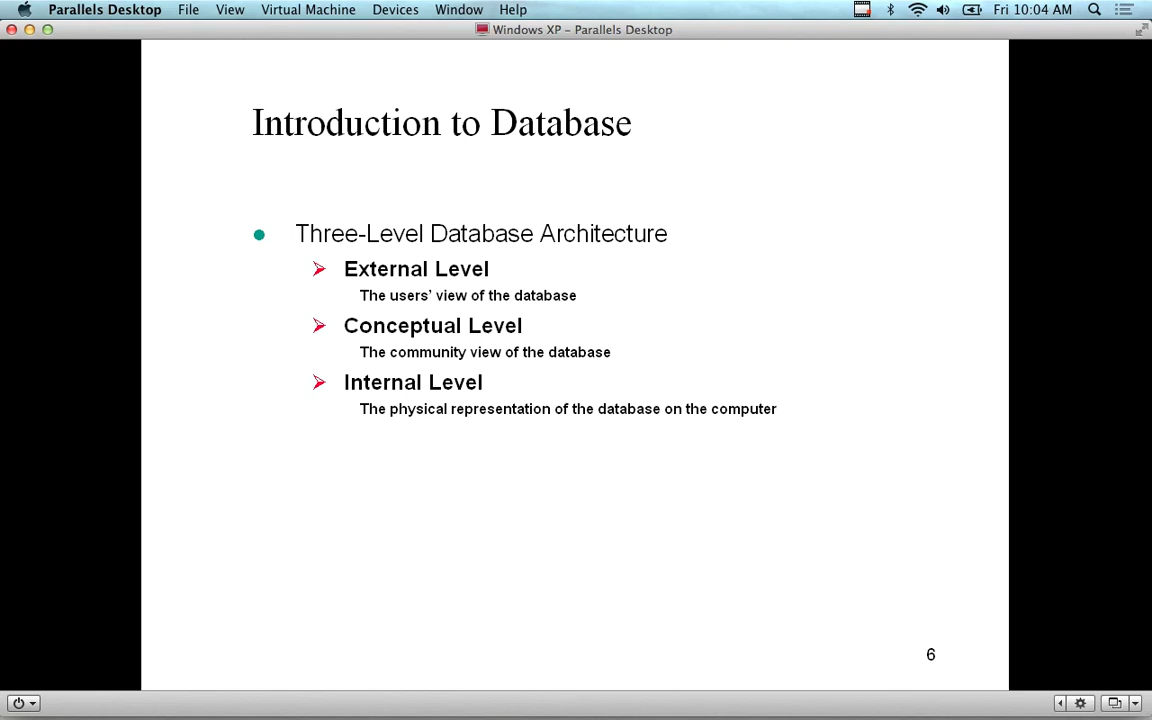 Parallels Desktop File View Virtual Machine Devices Window Help Fri 10:04 AM
Windows XP – Parallels Desktop
Introduction to Database
Three-Level Database Architecture
External Level
The users’ view of the database
Conceptual Level
The community view of the database
Internal Level
The physical representation of the database on the computer
6